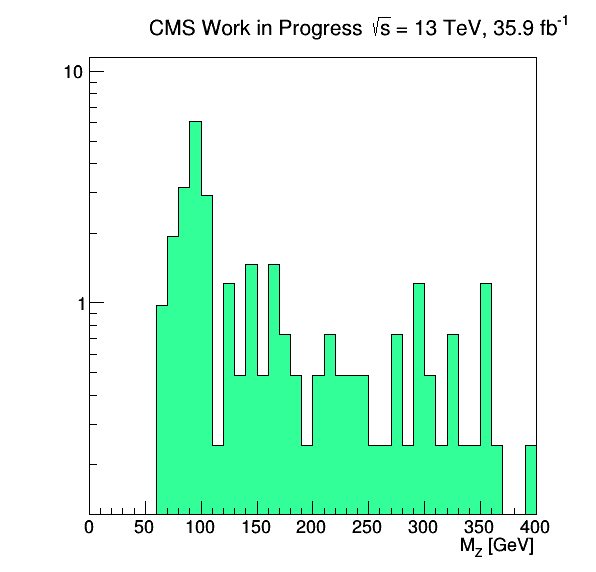 CMS Work in Progress √s = 13 TeV, 35.9 fb⁻¹
10
1
0 50 100 150 200 250 300 350 400
M_Z [GeV]